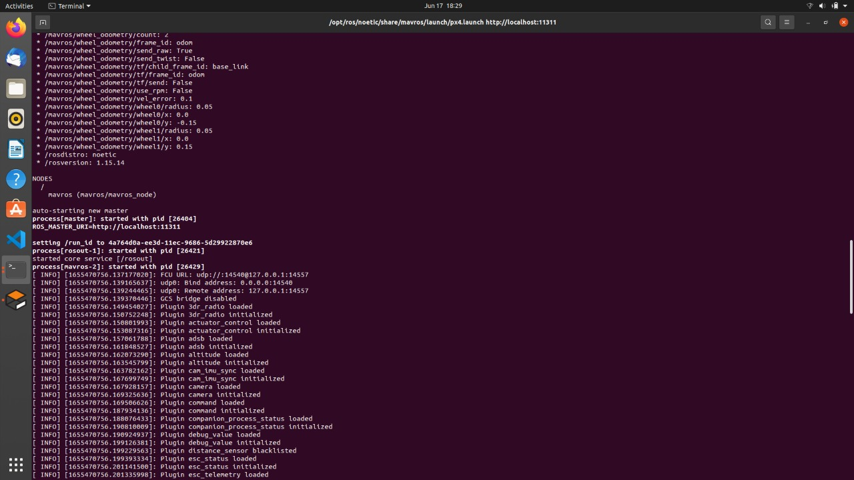 Activities
Terminal
Jun 17 18:29
/opt/ros/noetic/share/mavros/launch/px4.launch http://localhost:11311
* /mavros/wheel_odometry/count: 2
* /mavros/wheel_odometry/frame_id: odom
* /mavros/wheel_odometry/send_raw: True
* /mavros/wheel_odometry/send_twist: False
* /mavros/wheel_odometry/tf/child_frame_id: base_link
* /mavros/wheel_odometry/tf/frame_id: odom
* /mavros/wheel_odometry/tf/send: False
* /mavros/wheel_odometry/use_rpm: False
* /mavros/wheel_odometry/vel_error: 0.1
* /mavros/wheel_odometry/wheel0/radius: 0.05
* /mavros/wheel_odometry/wheel0/x: 0.0
* /mavros/wheel_odometry/wheel0/y: -0.15
* /mavros/wheel_odometry/wheel1/radius: 0.05
* /mavros/wheel_odometry/wheel1/x: 0.0
* /mavros/wheel_odometry/wheel1/y: 0.15
* /rosdistro: noetic
* /rosversion: 1.15.14
NODES
/
mavros (mavros/mavros_node)
auto-starting new master
process[master]: started with pid [26404]
ROS_MASTER_URI=http://localhost:11311
setting /run_id to 4a764d0a-ee3d-11ec-9686-5d29922870e6
process[rosout-1]: started with pid [26421]
started core service [/rosout]
process[mavros-2]: started with pid [26429]
[ INFO] [1655470756.137177020]: FCU URL: udp://:14540@127.0.0.1:14557
[ INFO] [1655470756.139165637]: udp0: Bind address: 0.0.0.0:14540
[ INFO] [1655470756.139244465]: udp0: Remote address: 127.0.0.1:14557
[ INFO] [1655470756.139370446]: GCS bridge disabled
[ INFO] [1655470756.149454027]: Plugin 3dr_radio loaded
[ INFO] [1655470756.150752248]: Plugin 3dr_radio initialized
[ INFO] [1655470756.150801993]: Plugin actuator_control loaded
[ INFO] [1655470756.153087316]: Plugin actuator_control initialized
[ INFO] [1655470756.157061788]: Plugin adsb loaded
[ INFO] [1655470756.161848527]: Plugin adsb initialized
[ INFO] [1655470756.162073290]: Plugin altitude loaded
[ INFO] [1655470756.163545799]: Plugin altitude initialized
[ INFO] [1655470756.163782162]: Plugin cam_imu_sync loaded
[ INFO] [1655470756.167699749]: Plugin cam_imu_sync initialized
[ INFO] [1655470756.167928157]: Plugin camera loaded
[ INFO] [1655470756.169325636]: Plugin camera initialized
[ INFO] [1655470756.169506626]: Plugin command loaded
[ INFO] [1655470756.187934136]: Plugin command initialized
[ INFO] [1655470756.188076433]: Plugin companion_process_status loaded
[ INFO] [1655470756.190810009]: Plugin companion_process_status initialized
[ INFO] [1655470756.190924937]: Plugin debug_value loaded
[ INFO] [1655470756.199126381]: Plugin debug_value initialized
[ INFO] [1655470756.199229563]: Plugin distance_sensor blacklisted
[ INFO] [1655470756.199393334]: Plugin esc_status loaded
[ INFO] [1655470756.201141500]: Plugin esc_status initialized
[ INFO] [1655470756.201335998]: Plugin esc_telemetry loaded